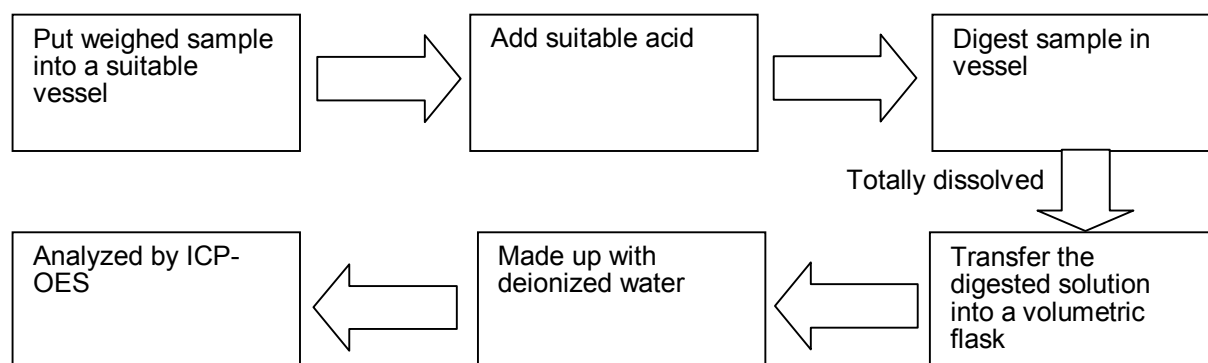 Put weighed sample
into a suitable
vessel
Add suitable acid
Digest sample in
vessel
Totally dissolved
Transfer the
digested solution
into a volumetric
flask
Made up with
deionized water
Analyzed by ICP-
OES